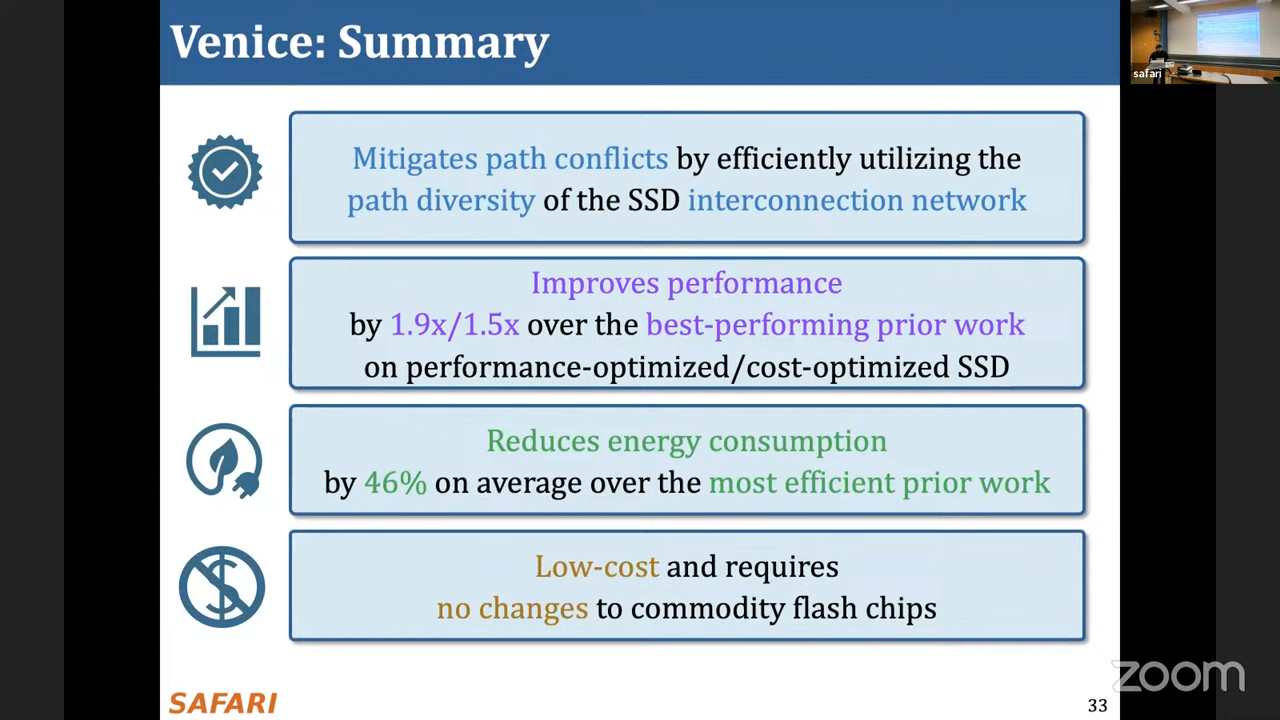 Venice: Summary
safari
Mitigates path conflicts by efficiently utilizing the
path diversity of the SSD interconnection network
Improves performance
by 1.9x/1.5x over the best-performing prior work
on performance-optimized/cost-optimized SSD
Reduces energy consumption
by 46% on average over the most efficient prior work
Low-cost and requires
no changes to commodity flash chips
SAFARI
33
zoom